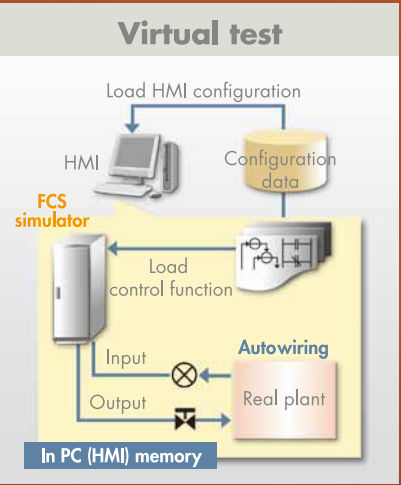 Virtual test
Load HMI configuration
HMI
Configuration
data
FCS
simulator
Load
control function
Input
Autowiring
Output
Real plant
In PC (HMI) memory